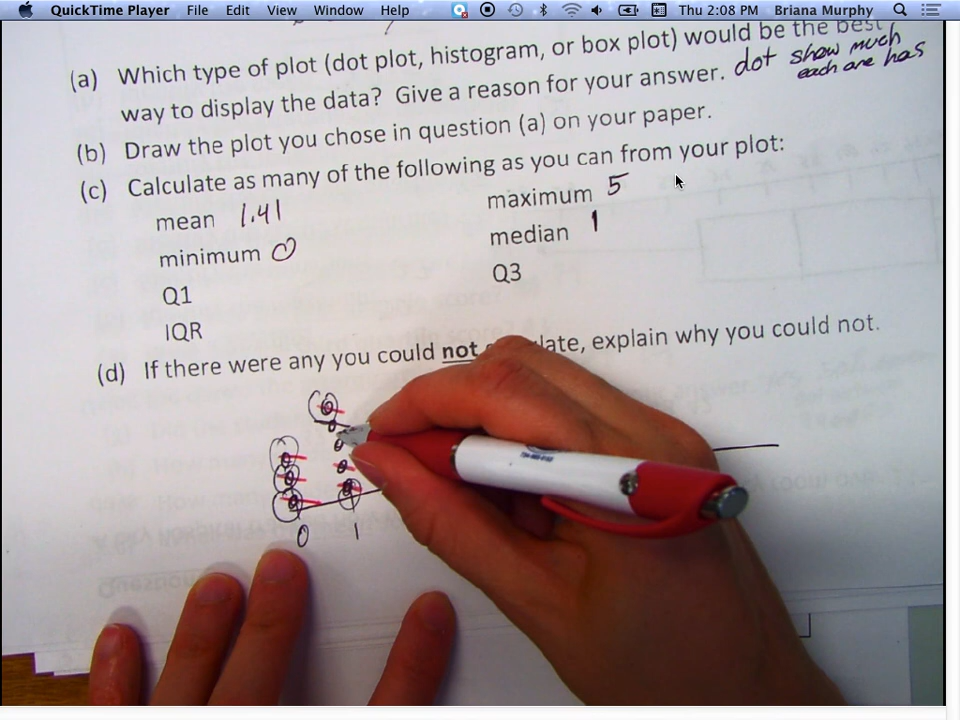 QuickTime Player File Edit View Window Help Thu 2:08 PM Briana Murphy
(a) Which type of plot (dot plot, histogram, or box plot) would be the best
way to display the data? Give a reason for your answer. dot show much
each are has
(b) Draw the plot you chose in question (a) on your paper.
(c) Calculate as many of the following as you can from your plot:
mean 1.41 maximum 5
minimum 0 median 1
Q1 Q3
IQR
(d) If there were any you could not late, explain why you could not.
0 1